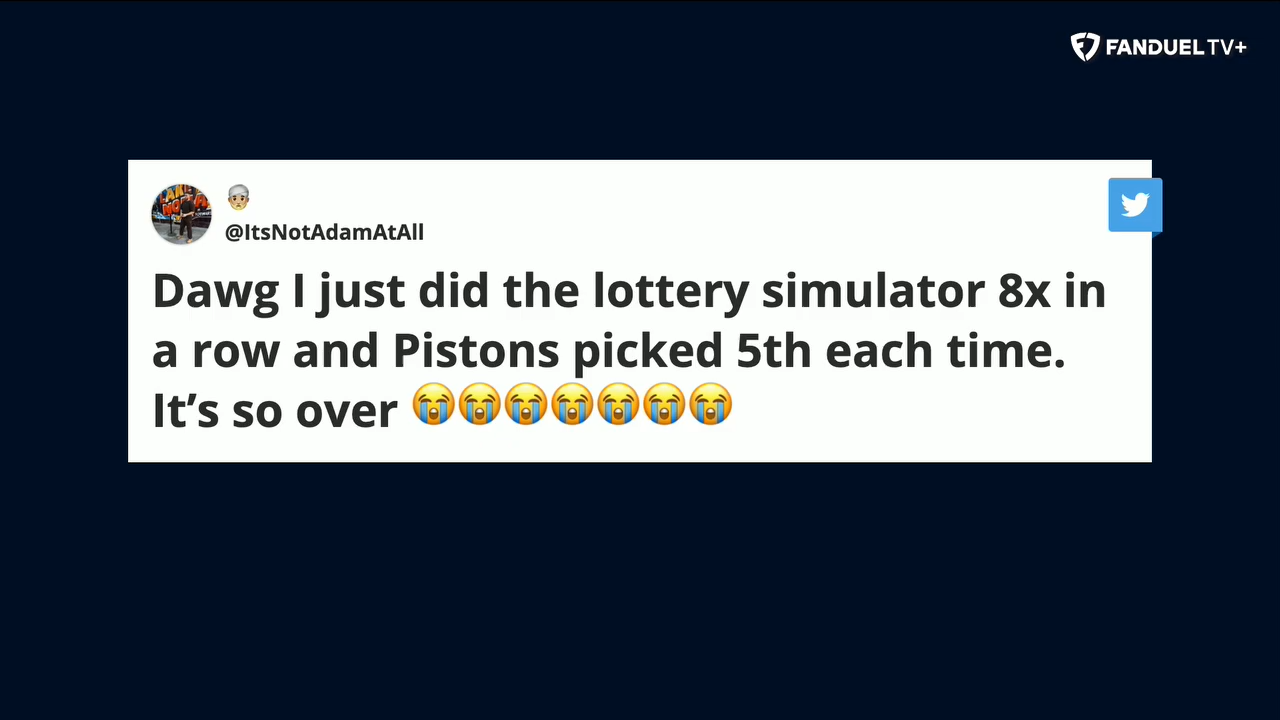 FANDUEL TV+
@ItsNotAdamAtAll
Dawg I just did the lottery simulator 8x in
a row and Pistons picked 5th each time.
It’s so over 😭😭😭😭😭😭😭